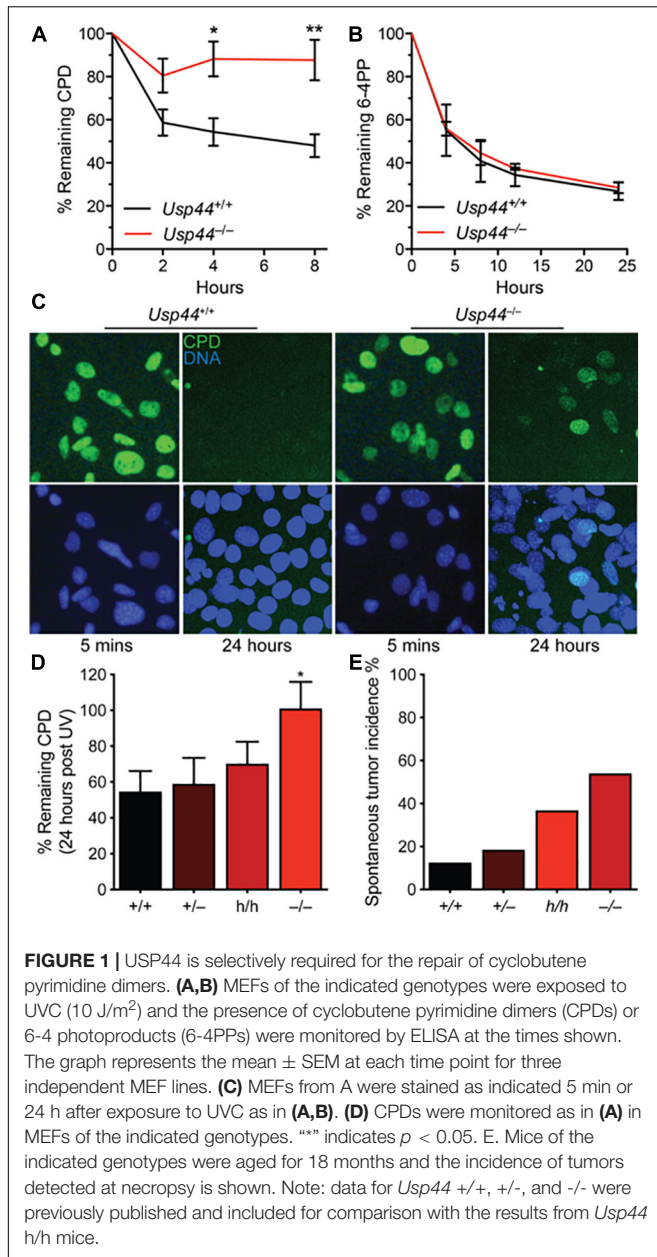 A
B
* **
% Remaining CPD
100
80
60
40
20
0
0 2 4 6 8
Hours
Usp44+/+
Usp44–/–
% Remaining 6-4PP
100
80
60
40
20
0
0 5 10 15 20 25
Hours
Usp44+/+
Usp44–/–
C
Usp44+/+ Usp44–/–
CPD
DNA
5 mins 24 hours 5 mins 24 hours
D
% Remaining CPD
(24 hours post UV)
120
100
80
60
40
20
0
*
+/+ +/– h/h –/–
E
Spontaneous tumor incidence %
100
80
60
40
20
0
+/+ +/– h/h –/–
FIGURE 1 | USP44 is selectively required for the repair of cyclobutene
pyrimidine dimers. (A,B) MEFs of the indicated genotypes were exposed to
UVC (10 J/m²) and the presence of cyclobutene pyrimidine dimers (CPDs) or
6-4 photoproducts (6-4PPs) were monitored by ELISA at the times shown.
The graph represents the mean ± SEM at each time point for three
independent MEF lines. (C) MEFs from A were stained as indicated 5 min or
24 h after exposure to UVC as in (A,B). (D) CPDs were monitored as in (A) in
MEFs of the indicated genotypes. "*" indicates p < 0.05. E. Mice of the
indicated genotypes were aged for 18 months and the incidence of tumors
detected at necropsy is shown. Note: data for Usp44 +/+, +/-, and -/- were
previously published and included for comparison with the results from Usp44
h/h mice.